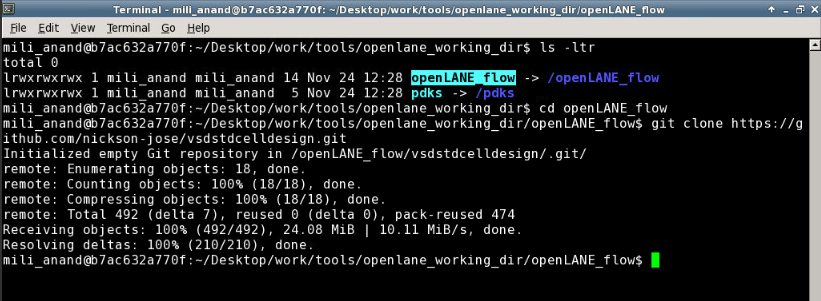 Terminal - mili_anand@b7ac632a770f: ~/Desktop/work/tools/openlane_working_dir/openLANE_flow
File Edit View Terminal Go Help
mili_anand@b7ac632a770f:~/Desktop/work/tools/openlane_working_dir$ ls -ltr
total 0
lrwxrwxrwx 1 mili_anand mili_anand 14 Nov 24 12:28 openLANE_flow -> /openLANE_flow
lrwxrwxrwx 1 mili_anand mili_anand  5 Nov 24 12:28 pdks -> /pdks
mili_anand@b7ac632a770f:~/Desktop/work/tools/openlane_working_dir$ cd openLANE_flow
mili_anand@b7ac632a770f:~/Desktop/work/tools/openlane_working_dir/openLANE_flow$ git clone https://g
ithub.com/nickson-jose/vsdstdcelldesign.git
Initialized empty Git repository in /openLANE_flow/vsdstdcelldesign/.git/
remote: Enumerating objects: 18, done.
remote: Counting objects: 100% (18/18), done.
remote: Compressing objects: 100% (18/18), done.
remote: Total 492 (delta 7), reused 0 (delta 0), pack-reused 474
Receiving objects: 100% (492/492), 24.08 MiB | 10.11 MiB/s, done.
Resolving deltas: 100% (210/210), done.
mili_anand@b7ac632a770f:~/Desktop/work/tools/openlane_working_dir/openLANE_flow$